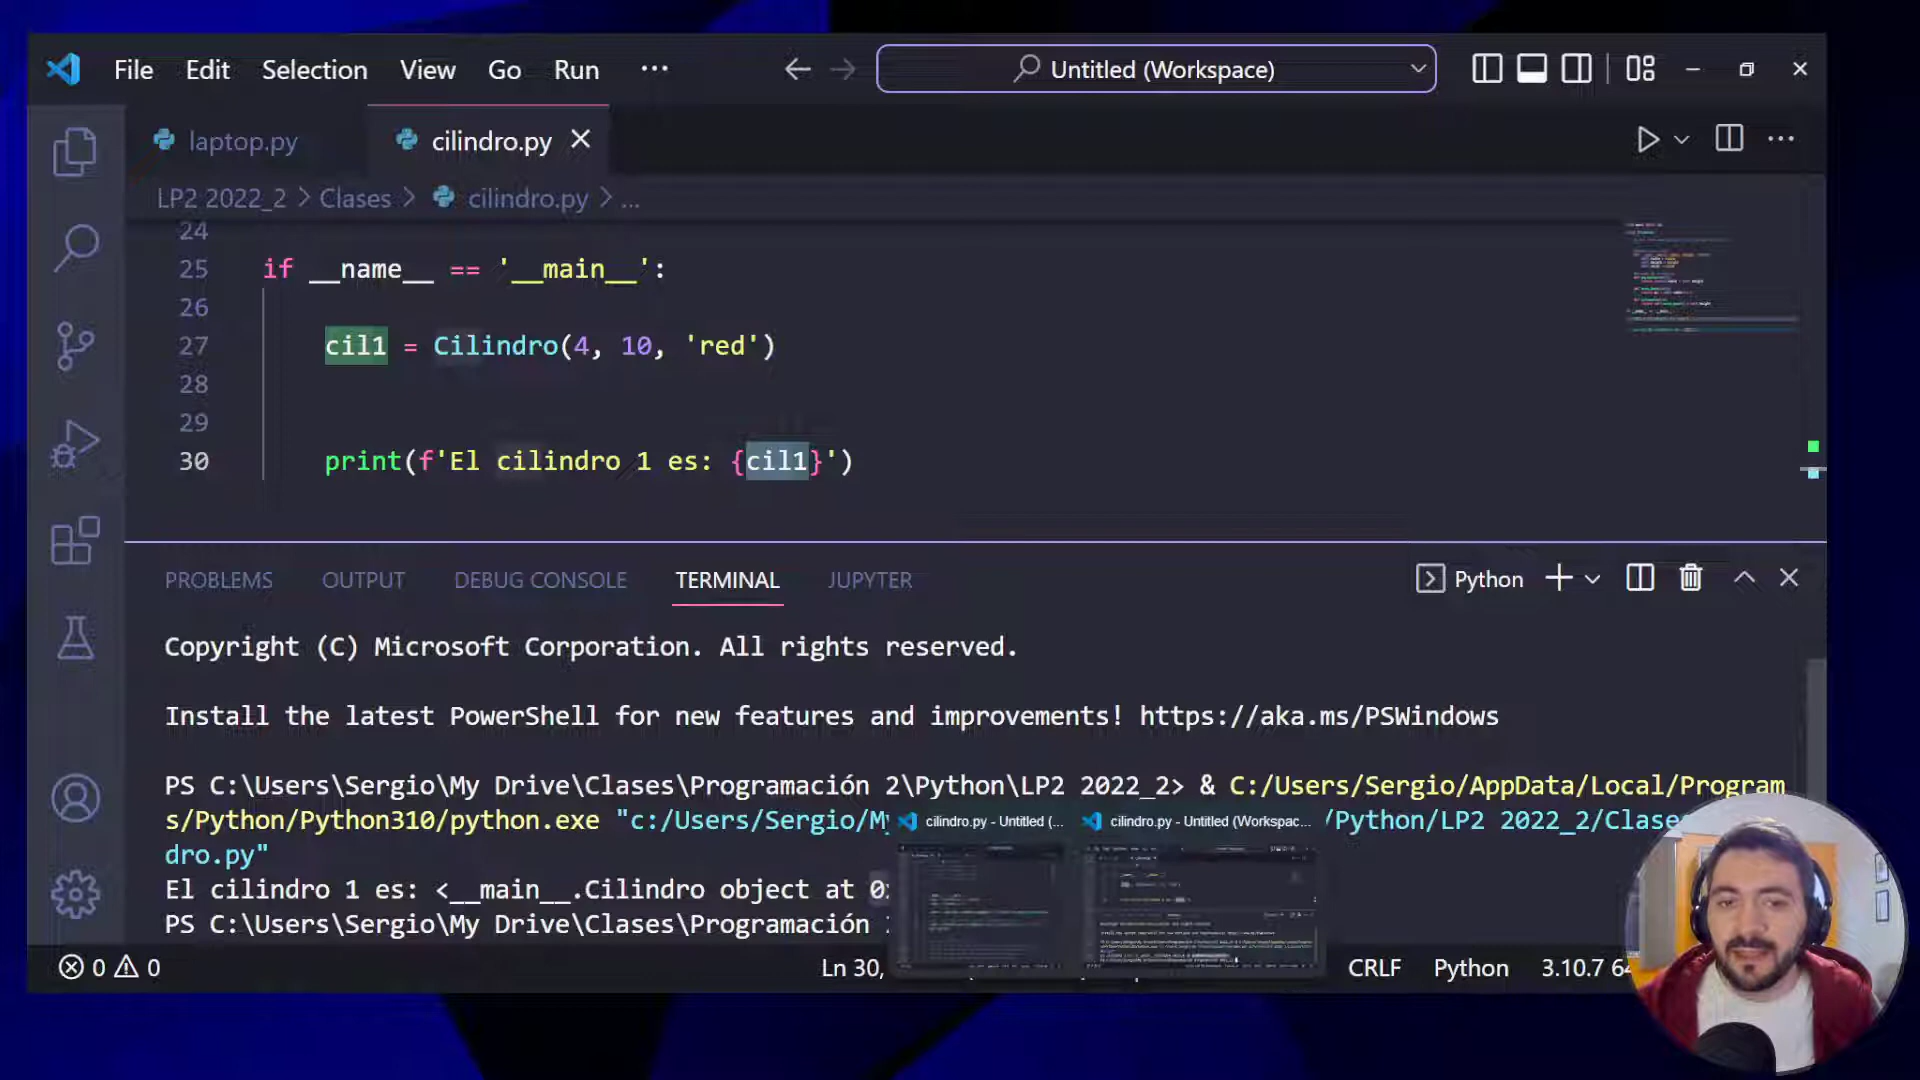 File Edit Selection View Go Run ... Untitled (Workspace)
laptop.py cilindro.py
LP2 2022_2 > Clases > cilindro.py > ...
24
25 if __name__ == '__main__':
26
27 cil1 = Cilindro(4, 10, 'red')
28
29
30 print(f'El cilindro 1 es: {cil1}')
PROBLEMS OUTPUT DEBUG CONSOLE TERMINAL JUPYTER Python
Copyright (C) Microsoft Corporation. All rights reserved.
Install the latest PowerShell for new features and improvements! https://aka.ms/PSWindows
PS C:\Users\Sergio\My Drive\Clases\Programación 2\Python\LP2 2022_2> & C:/Users/Sergio/AppData/Local/Program
s/Python/Python310/python.exe "c:/Users/Sergio/My /Python/LP2 2022_2/Clases
cilindro.py - Untitled (... cilindro.py - Untitled (Workspac...
dro.py"
El cilindro 1 es: <__main__.Cilindro object at 0x
PS C:\Users\Sergio\My Drive\Clases\Programación
0 0 Ln 30, CRLF Python 3.10.7